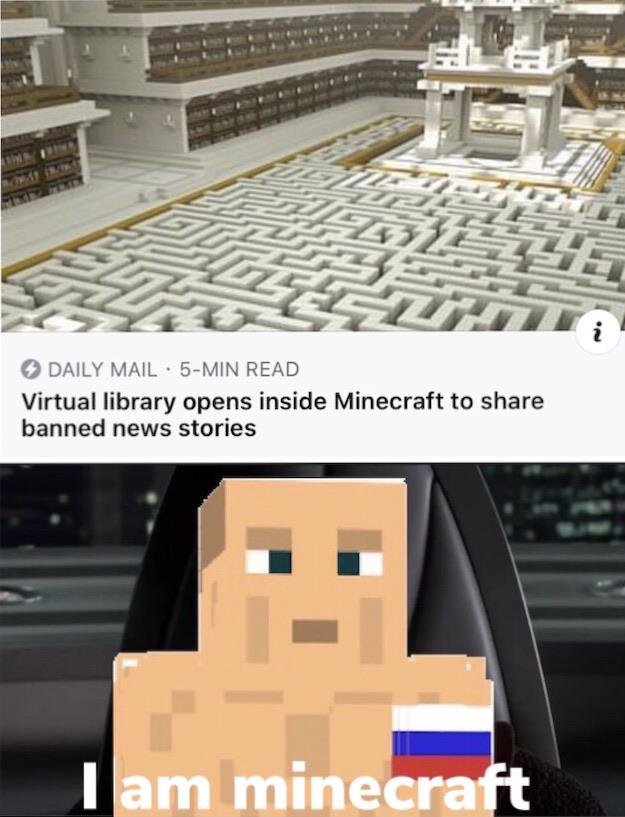 i
DAILY MAIL · 5-MIN READ
Virtual library opens inside Minecraft to share
banned news stories
I am minecraft